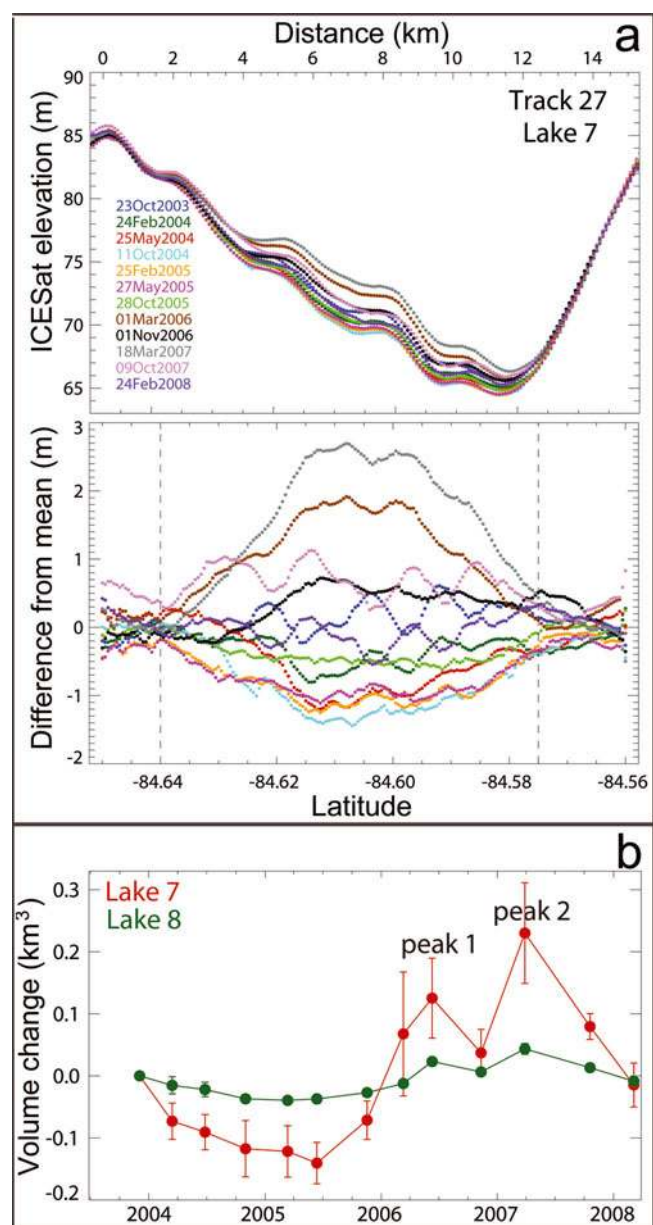 Distance (km)
a
0 2 4 6 8 10 12 14
90
85
80
75
70
65
ICESat elevation (m)
Track 27
Lake 7
23Oct2003
24Feb2004
25May2004
11Oct2004
25Feb2005
27May2005
28Oct2005
01Mar2006
01Nov2006
18Mar2007
09Oct2007
24Feb2008
3
2
1
0
-1
-2
Difference from mean (m)
-84.64 -84.62 -84.60 -84.58 -84.56
Latitude
b
0.3
0.2
0.1
0.0
-0.1
-0.2
Volume change (km³)
Lake 7
Lake 8
peak 1
peak 2
2004 2005 2006 2007 2008